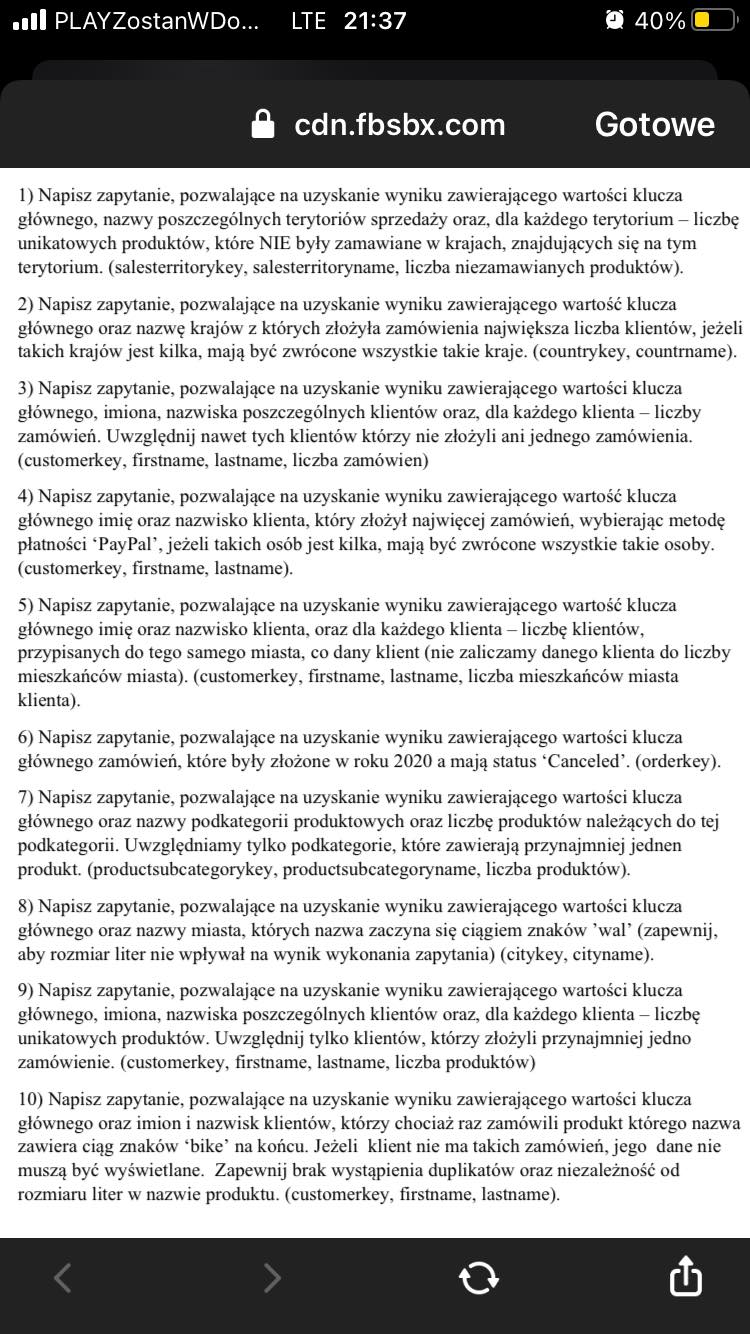 PLAYZostanWDo... LTE 21:37 40%
cdn.fbsbx.com Gotowe
1) Napisz zapytanie, pozwalające na uzyskanie wyniku zawierającego wartości klucza
głównego, nazwy poszczególnych terytoriów sprzedaży oraz, dla każdego terytorium – liczbę
unikatowych produktów, które NIE były zamawiane w krajach, znajdujących się na tym
terytorium. (salesterritorykey, salesterritoryname, liczba niezamawianych produktów).
2) Napisz zapytanie, pozwalające na uzyskanie wyniku zawierającego wartość klucza
głównego oraz nazwę krajów z których złożyła zamówienia największa liczba klientów, jeżeli
takich krajów jest kilka, mają być zwrócone wszystkie takie kraje. (countrykey, countrname).
3) Napisz zapytanie, pozwalające na uzyskanie wyniku zawierającego wartości klucza
głównego, imiona, nazwiska poszczególnych klientów oraz, dla każdego klienta – liczby
zamówień. Uwzględnij nawet tych klientów którzy nie złożyli ani jednego zamówienia.
(customerkey, firstname, lastname, liczba zamówien)
4) Napisz zapytanie, pozwalające na uzyskanie wyniku zawierającego wartość klucza
głównego imię oraz nazwisko klienta, który złożył najwięcej zamówień, wybierając metodę
płatności ‘PayPal’, jeżeli takich osób jest kilka, mają być zwrócone wszystkie takie osoby.
(customerkey, firstname, lastname).
5) Napisz zapytanie, pozwalające na uzyskanie wyniku zawierającego wartość klucza
głównego imię oraz nazwisko klienta, oraz dla każdego klienta – liczbę klientów,
przypisanych do tego samego miasta, co dany klient (nie zaliczamy danego klienta do liczby
mieszkańców miasta). (customerkey, firstname, lastname, liczba mieszkańców miasta
klienta).
6) Napisz zapytanie, pozwalające na uzyskanie wyniku zawierającego wartości klucza
głównego zamówień, które były złożone w roku 2020 a mają status ‘Canceled’. (orderkey).
7) Napisz zapytanie, pozwalające na uzyskanie wyniku zawierającego wartości klucza
głównego oraz nazwy podkategorii produktowych oraz liczbę produktów należących do tej
podkategorii. Uwzględniamy tylko podkategorie, które zawierają przynajmniej jednen
produkt. (productsubcategorykey, productsubcategoryname, liczba produktów).
8) Napisz zapytanie, pozwalające na uzyskanie wyniku zawierającego wartości klucza
głównego oraz nazwy miasta, których nazwa zaczyna się ciągiem znaków ’wal’ (zapewnij,
aby rozmiar liter nie wpływał na wynik wykonania zapytania) (citykey, cityname).
9) Napisz zapytanie, pozwalające na uzyskanie wyniku zawierającego wartości klucza
głównego, imiona, nazwiska poszczególnych klientów oraz, dla każdego klienta – liczbę
unikatowych produktów. Uwzględnij tylko klientów, którzy złożyli przynajmniej jedno
zamówienie. (customerkey, firstname, lastname, liczba produktów)
10) Napisz zapytanie, pozwalające na uzyskanie wyniku zawierającego wartości klucza
głównego oraz imion i nazwisk klientów, którzy chociaż raz zamówili produkt którego nazwa
zawiera ciąg znaków ‘bike’ na końcu. Jeżeli klient nie ma takich zamówień, jego dane nie
muszą być wyświetlane. Zapewnij brak wystąpienia duplikatów oraz niezależność od
rozmiaru liter w nazwie produktu. (customerkey, firstname, lastname).